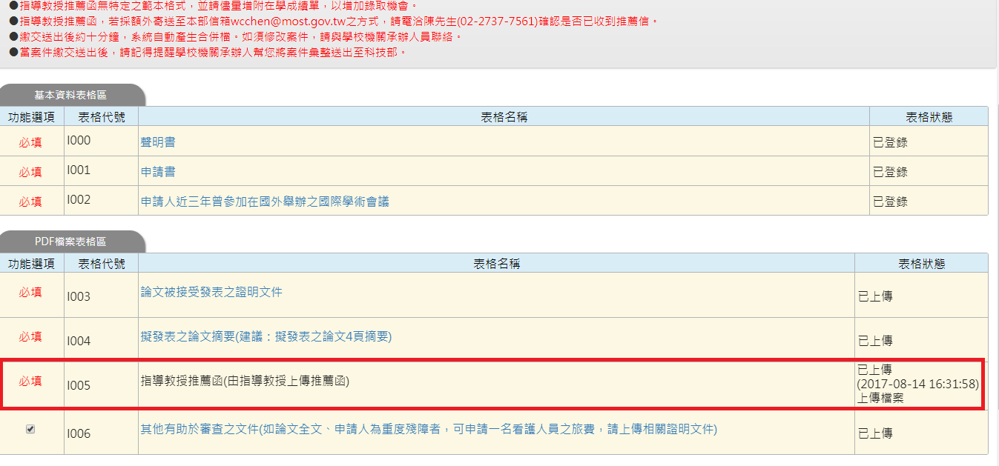 ●指導教授推薦函無特定之範本格式，並請儘量增附在學成績單，以增加錄取機會。
●指導教授推薦函，若採額外寄送至本部信箱wcchen@most.gov.tw之方式，請電洽陳先生(02-2737-7561)確認是否已收到推薦信。
●繳交送出後約十分鐘，系統自動產生合併檔。如須修改案件，請與學校機關承辦人員聯絡。
●當案件繳交送出後，請記得提醒學校機關承辦人幫您將案件彙整送出至科技部。
基本資料表格區
功能選項 表格代號 表格名稱 表格狀態
必填 I000 聲明書 已登錄
必填 I001 申請書 已登錄
必填 I002 申請人近三年曾參加在國外舉辦之國際學術會議 已登錄
PDF檔案表格區
功能選項 表格代號 表格名稱 表格狀態
必填 I003 論文被接受發表之證明文件 已上傳
必填 I004 擬發表之論文摘要(建議：擬發表之論文4頁摘要) 已上傳
必填 I005 指導教授推薦函(由指導教授上傳推薦函) 已上傳
(2017-08-14 16:31:58)
上傳檔案
I006 其他有助於審查之文件(如論文全文、申請人為重度殘障者，可申請一名看護人員之旅費，請上傳相關證明文件) 已上傳